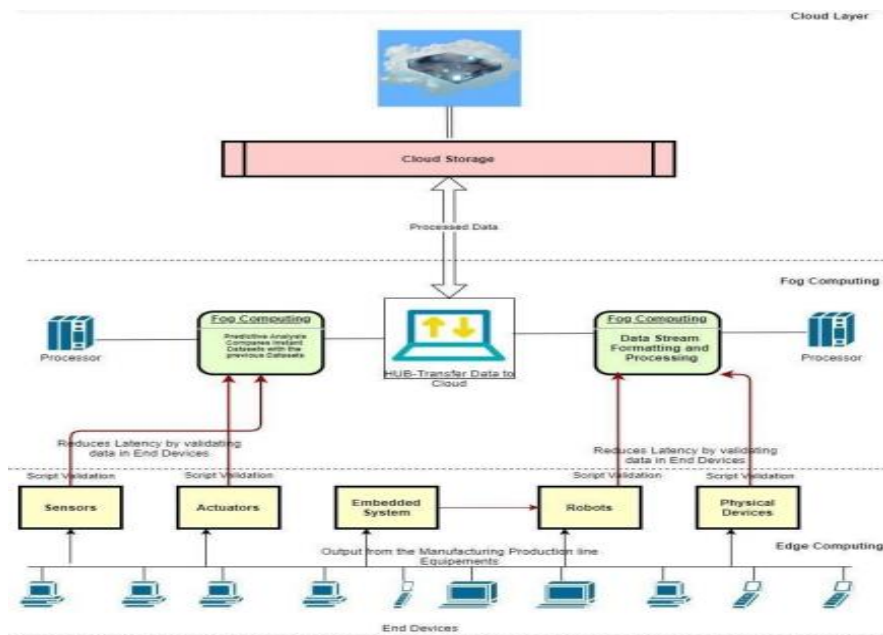 Cloud Layer
Cloud Storage
Processed Data
Fog Computing
Fog Computing
Predictive Analysis
Compares Instant
Datasets with the
previous Datasets
Fog Computing
Data Stream
Formatting and
Processing
Processor
Processor
HUB-Transfer Data to
Cloud
Reduces Latency by validating
data in End Devices
Reduces Latency by validating
data in End Devices
Script Validation
Script Validation
Script Validation
Script Validation
Sensors
Actuators
Embedded
System
Robots
Physical
Devices
Output from the Manufacturing Production line
Equipements
Edge Computing
End Devices